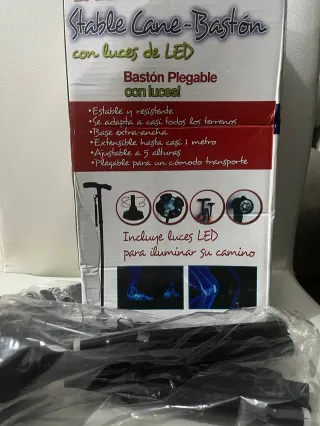 Stable Cane-Bastón
con luces de LED
Bastón Plegable
con luces!
•Estable y resistente
•Se adapta a casi todos los terrenos
•Base extra-ancha
•Extensible hasta casi 1 metro
•Ajustable a 5 alturas
•Plegable para un cómodo transporte
Incluye luces LED
para iluminar su camino